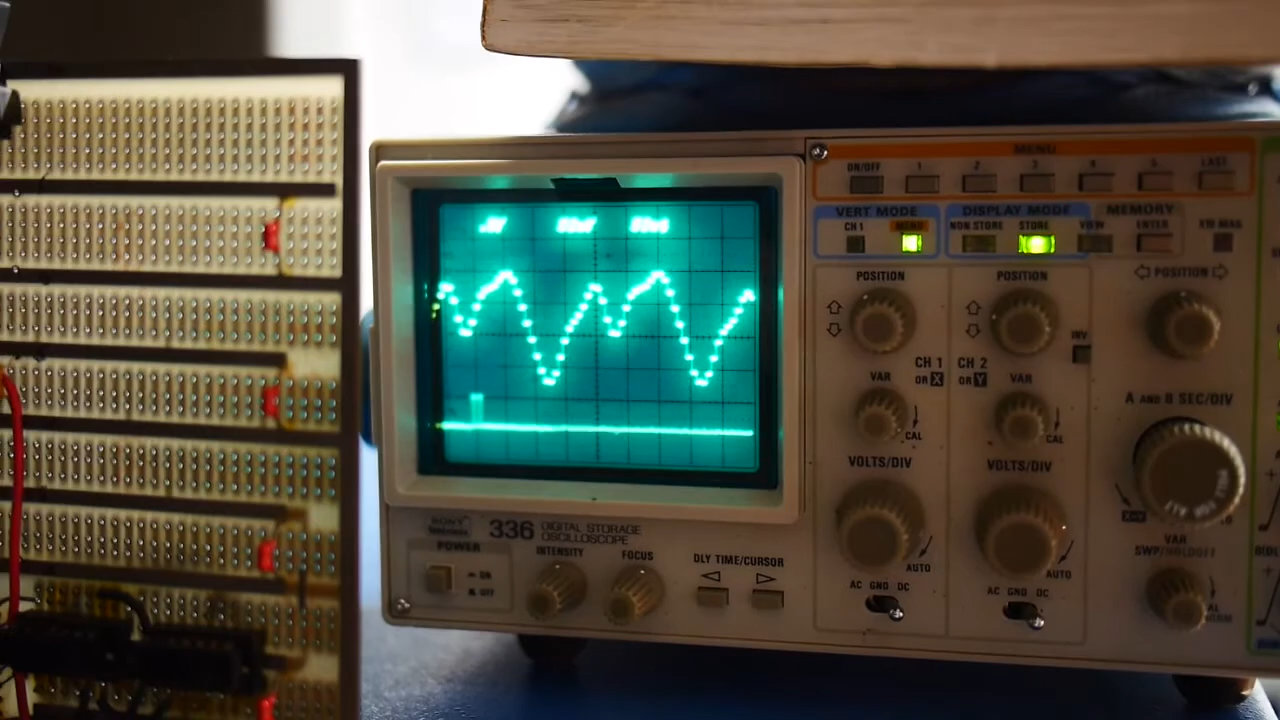 MENU
ON/OFF 1 2 3 4 5 LAST
VERT MODE DISPLAY MODE MEMORY
CH 1 NON STORE STORE VIEW ENTER
POSITION POSITION POSITION
INV
CH 1 CH 2
OR X OR Y
VAR VAR
A AND B SEC/DIV
CAL CAL
VOLTS/DIV VOLTS/DIV
SONY
336 DIGITAL STORAGE
OSCILLOSCOPE
POWER INTENSITY FOCUS DLY TIME/CURSOR
ON
OFF
AUTO AUTO
VAR
SWP/HOLDOFF
AC GND DC AC GND DC